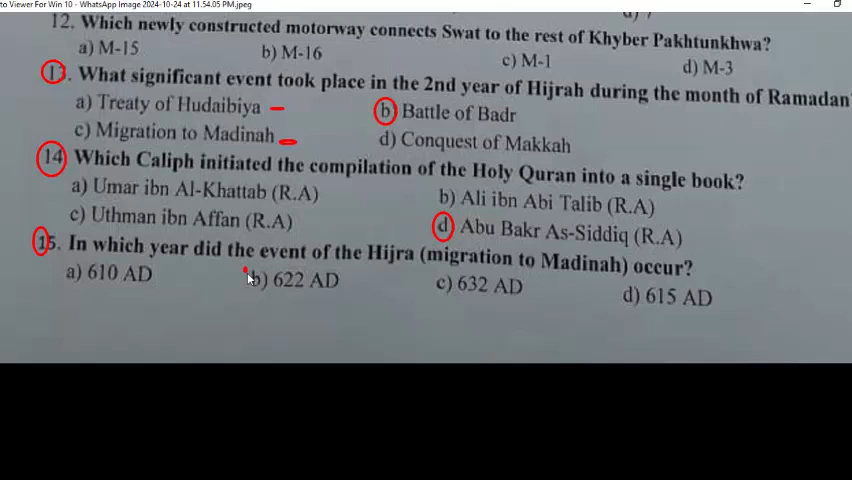 to Viewer For Win 10 - WhatsApp Image 2024-10-24 at 11.54.05 PM.jpeg
12. Which newly constructed motorway connects Swat to the rest of Khyber Pakhtunkhwa?
a) M-15 b) M-16 c) M-1 d) M-3
13. What significant event took place in the 2nd year of Hijrah during the month of Ramadan
a) Treaty of Hudaibiya b) Battle of Badr
c) Migration to Madinah d) Conquest of Makkah
14. Which Caliph initiated the compilation of the Holy Quran into a single book?
a) Umar ibn Al-Khattab (R.A) b) Ali ibn Abi Talib (R.A)
c) Uthman ibn Affan (R.A) d) Abu Bakr As-Siddiq (R.A)
15. In which year did the event of the Hijra (migration to Madinah) occur?
a) 610 AD b) 622 AD c) 632 AD d) 615 AD